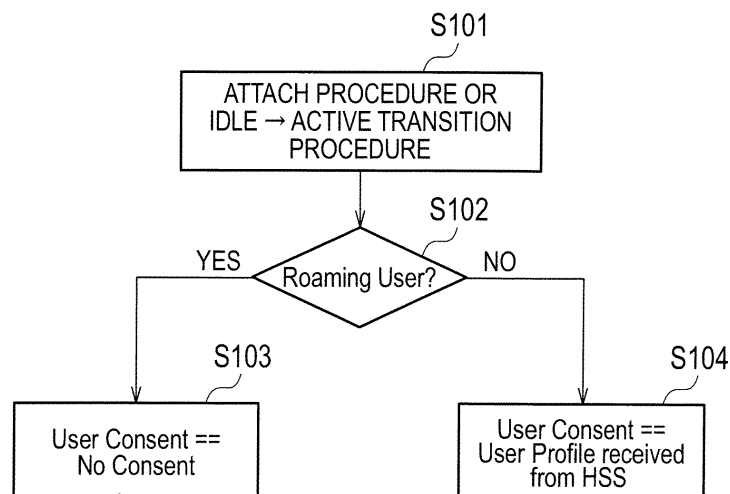 S101
ATTACH PROCEDURE OR
IDLE → ACTIVE TRANSITION
PROCEDURE
S102
YES
Roaming User?
NO
S103
S104
User Consent ==
No Consent
User Consent ==
User Profile received
from HSS